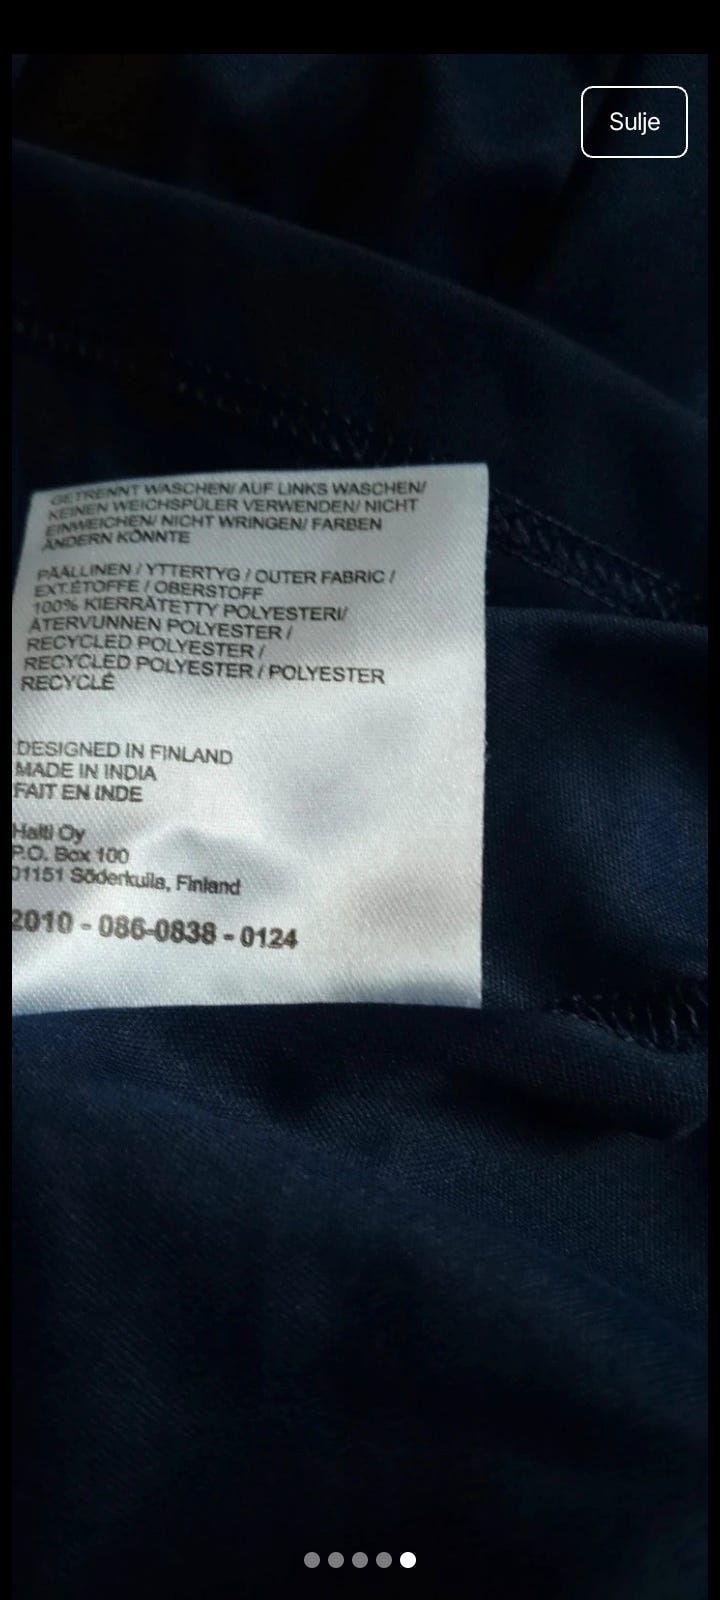 Sulje
GETRENNT WASCHEN/ AUF LINKS WASCHEN/
KEINEN WEICHSPÜLER VERWENDEN/ NICHT
EINWEICHEN/ NICHT WRINGEN/ FARBEN
ÄNDERN KÖNNTE
PÄÄLLINEN / YTTERTYG / OUTER FABRIC /
EXT.ÉTOFFE / OBERSTOFF
100% KIERRÄTETTY POLYESTERI/
ÅTERVUNNEN POLYESTER /
RECYCLED POLYESTER /
RECYCLED POLYESTER / POLYESTER
RECYCLÉ
DESIGNED IN FINLAND
MADE IN INDIA
FAIT EN INDE
Halti Oy
P.O. Box 100
01151 Söderkulla, Finland
2010 - 086-0838 - 0124